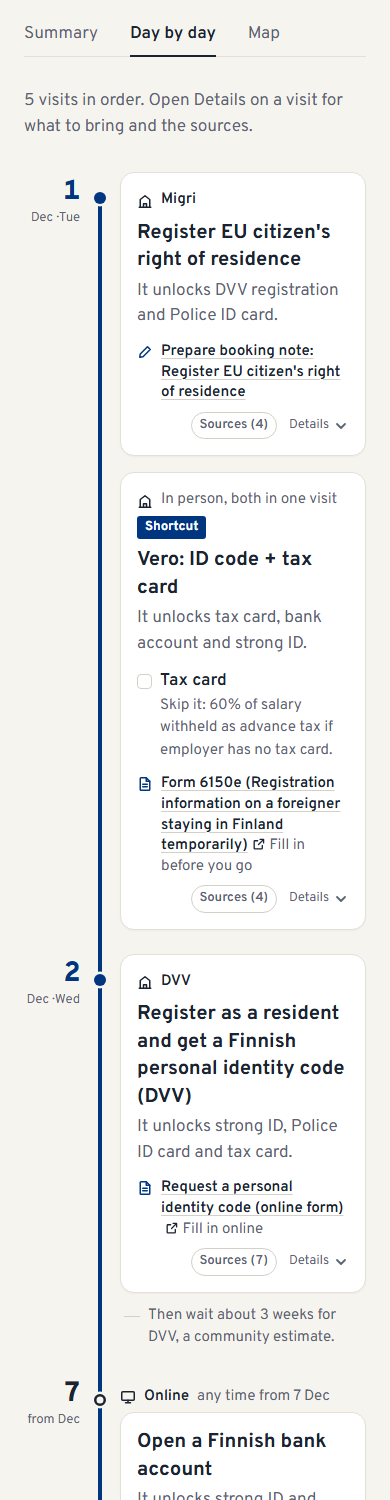 Summary Day by day Map
5 visits in order. Open Details on a visit for
what to bring and the sources.
1
Dec ·Tue
Migri
Register EU citizen's
right of residence
It unlocks DVV registration
and Police ID card.
Prepare booking note:
Register EU citizen's right
of residence
Sources (4) Details
In person, both in one visit
Shortcut
Vero: ID code + tax
card
It unlocks tax card, bank
account and strong ID.
Tax card
Skip it: 60% of salary
withheld as advance tax if
employer has no tax card.
Form 6150e (Registration
information on a foreigner
staying in Finland
temporarily) Fill in
before you go
Sources (4) Details
2
Dec ·Wed
DVV
Register as a resident
and get a Finnish
personal identity code
(DVV)
It unlocks strong ID, Police
ID card and tax card.
Request a personal
identity code (online form)
Fill in online
Sources (7) Details
Then wait about 3 weeks for
DVV, a community estimate.
7
from Dec
Online any time from 7 Dec
Open a Finnish bank
account
It unlocks strong ID and